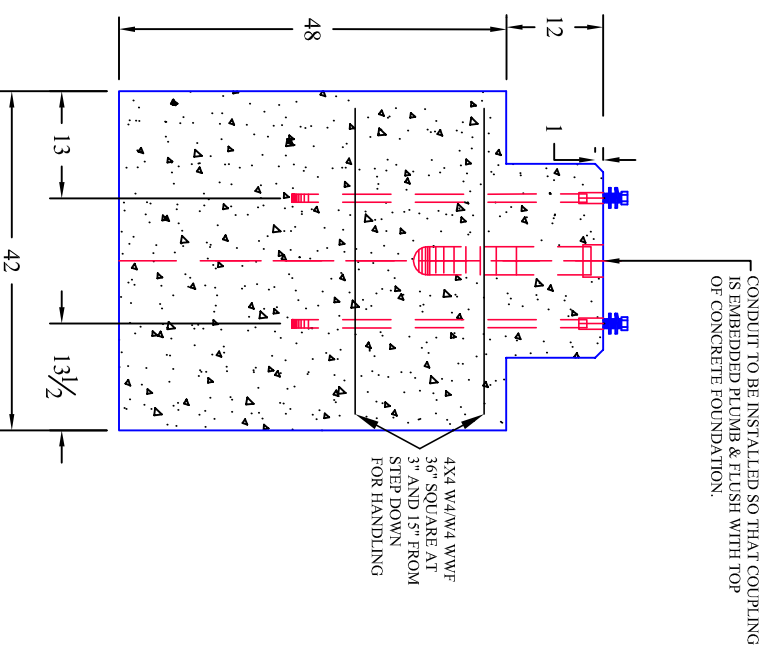 CONDUIT TO BE INSTALLED SO THAT COUPLING
IS EMBEDDED PLUMB & FLUSH WITH TOP
OF CONCRETE FOUNDATION.
12
1
48
4X4 W4/W4 WWF
36" SQUARE AT
3" AND 15" FROM
STEP DOWN
FOR HANDLING
13
13½
42